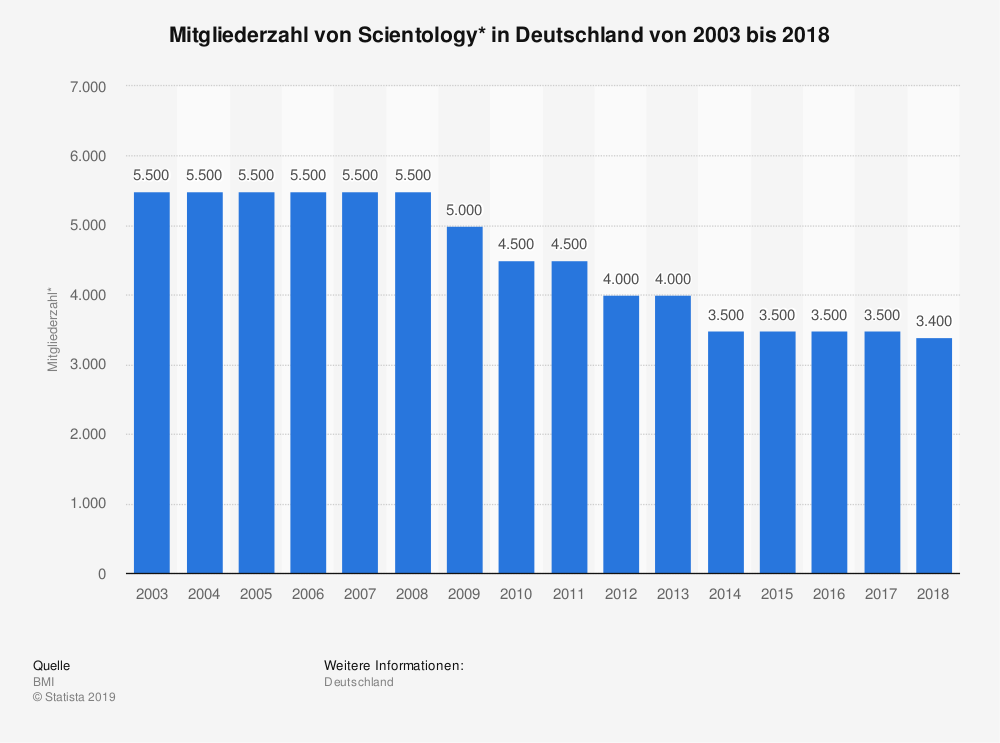 Mitgliederzahl von Scientology* in Deutschland von 2003 bis 2018
Mitgliederzahl*
7.000
6.000
5.000
4.000
3.000
2.000
1.000
0
5.500 5.500 5.500 5.500 5.500 5.500 5.000 4.500 4.500 4.000 4.000 3.500 3.500 3.500 3.500 3.400
2003 2004 2005 2006 2007 2008 2009 2010 2011 2012 2013 2014 2015 2016 2017 2018
Quelle
BMI
© Statista 2019
Weitere Informationen:
Deutschland